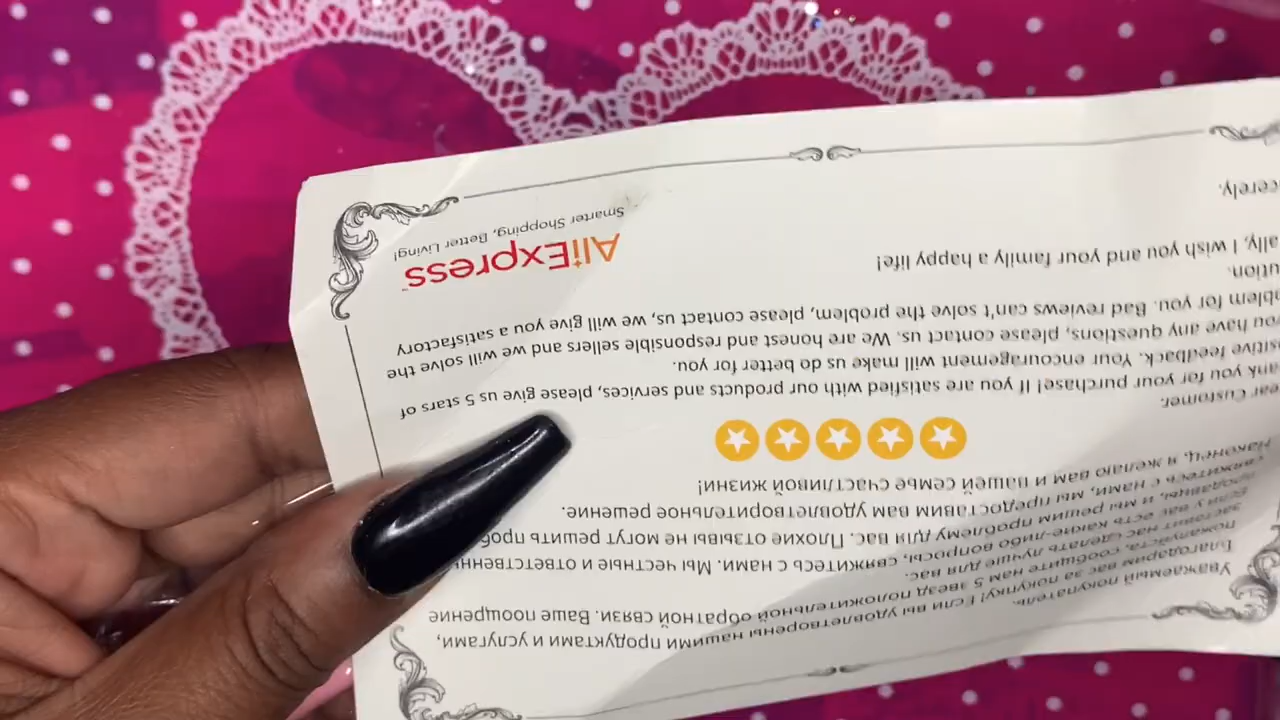 Уважаемый покупатель,
Благодарим вас за покупку! Если вы удовлетворены нашими продуктами и услугами,
пожалуйста, сообщите нам 5 звезд положительной обратной связи. Ваше поощрение
заставит нас сделать лучше для вас.
Если у вас есть какие-либо вопросы, свяжитесь с нами. Мы честные и ответственн
продавцы, и мы решим проблему для вас. Плохие отзывы не могут решить проб
свяжитесь с нами, мы предоставим вам удовлетворительное решение.
Наконец, я желаю вам и вашей семье счастливой жизни!
ear Customer,
ank you for your purchase! If you are satisfied with our products and services, please give us 5 stars of
sitive feedback. Your encouragement will make us do better for you.
ou have any questions, please contact us. We are honest and responsible sellers and we will solve the
blem for you. Bad reviews can't solve the problem, please contact us, we will give you a satisfactory
ution.
ally, I wish you and your family a happy life!
cerely,
AliExpress™
Smarter Shopping, Better Living!